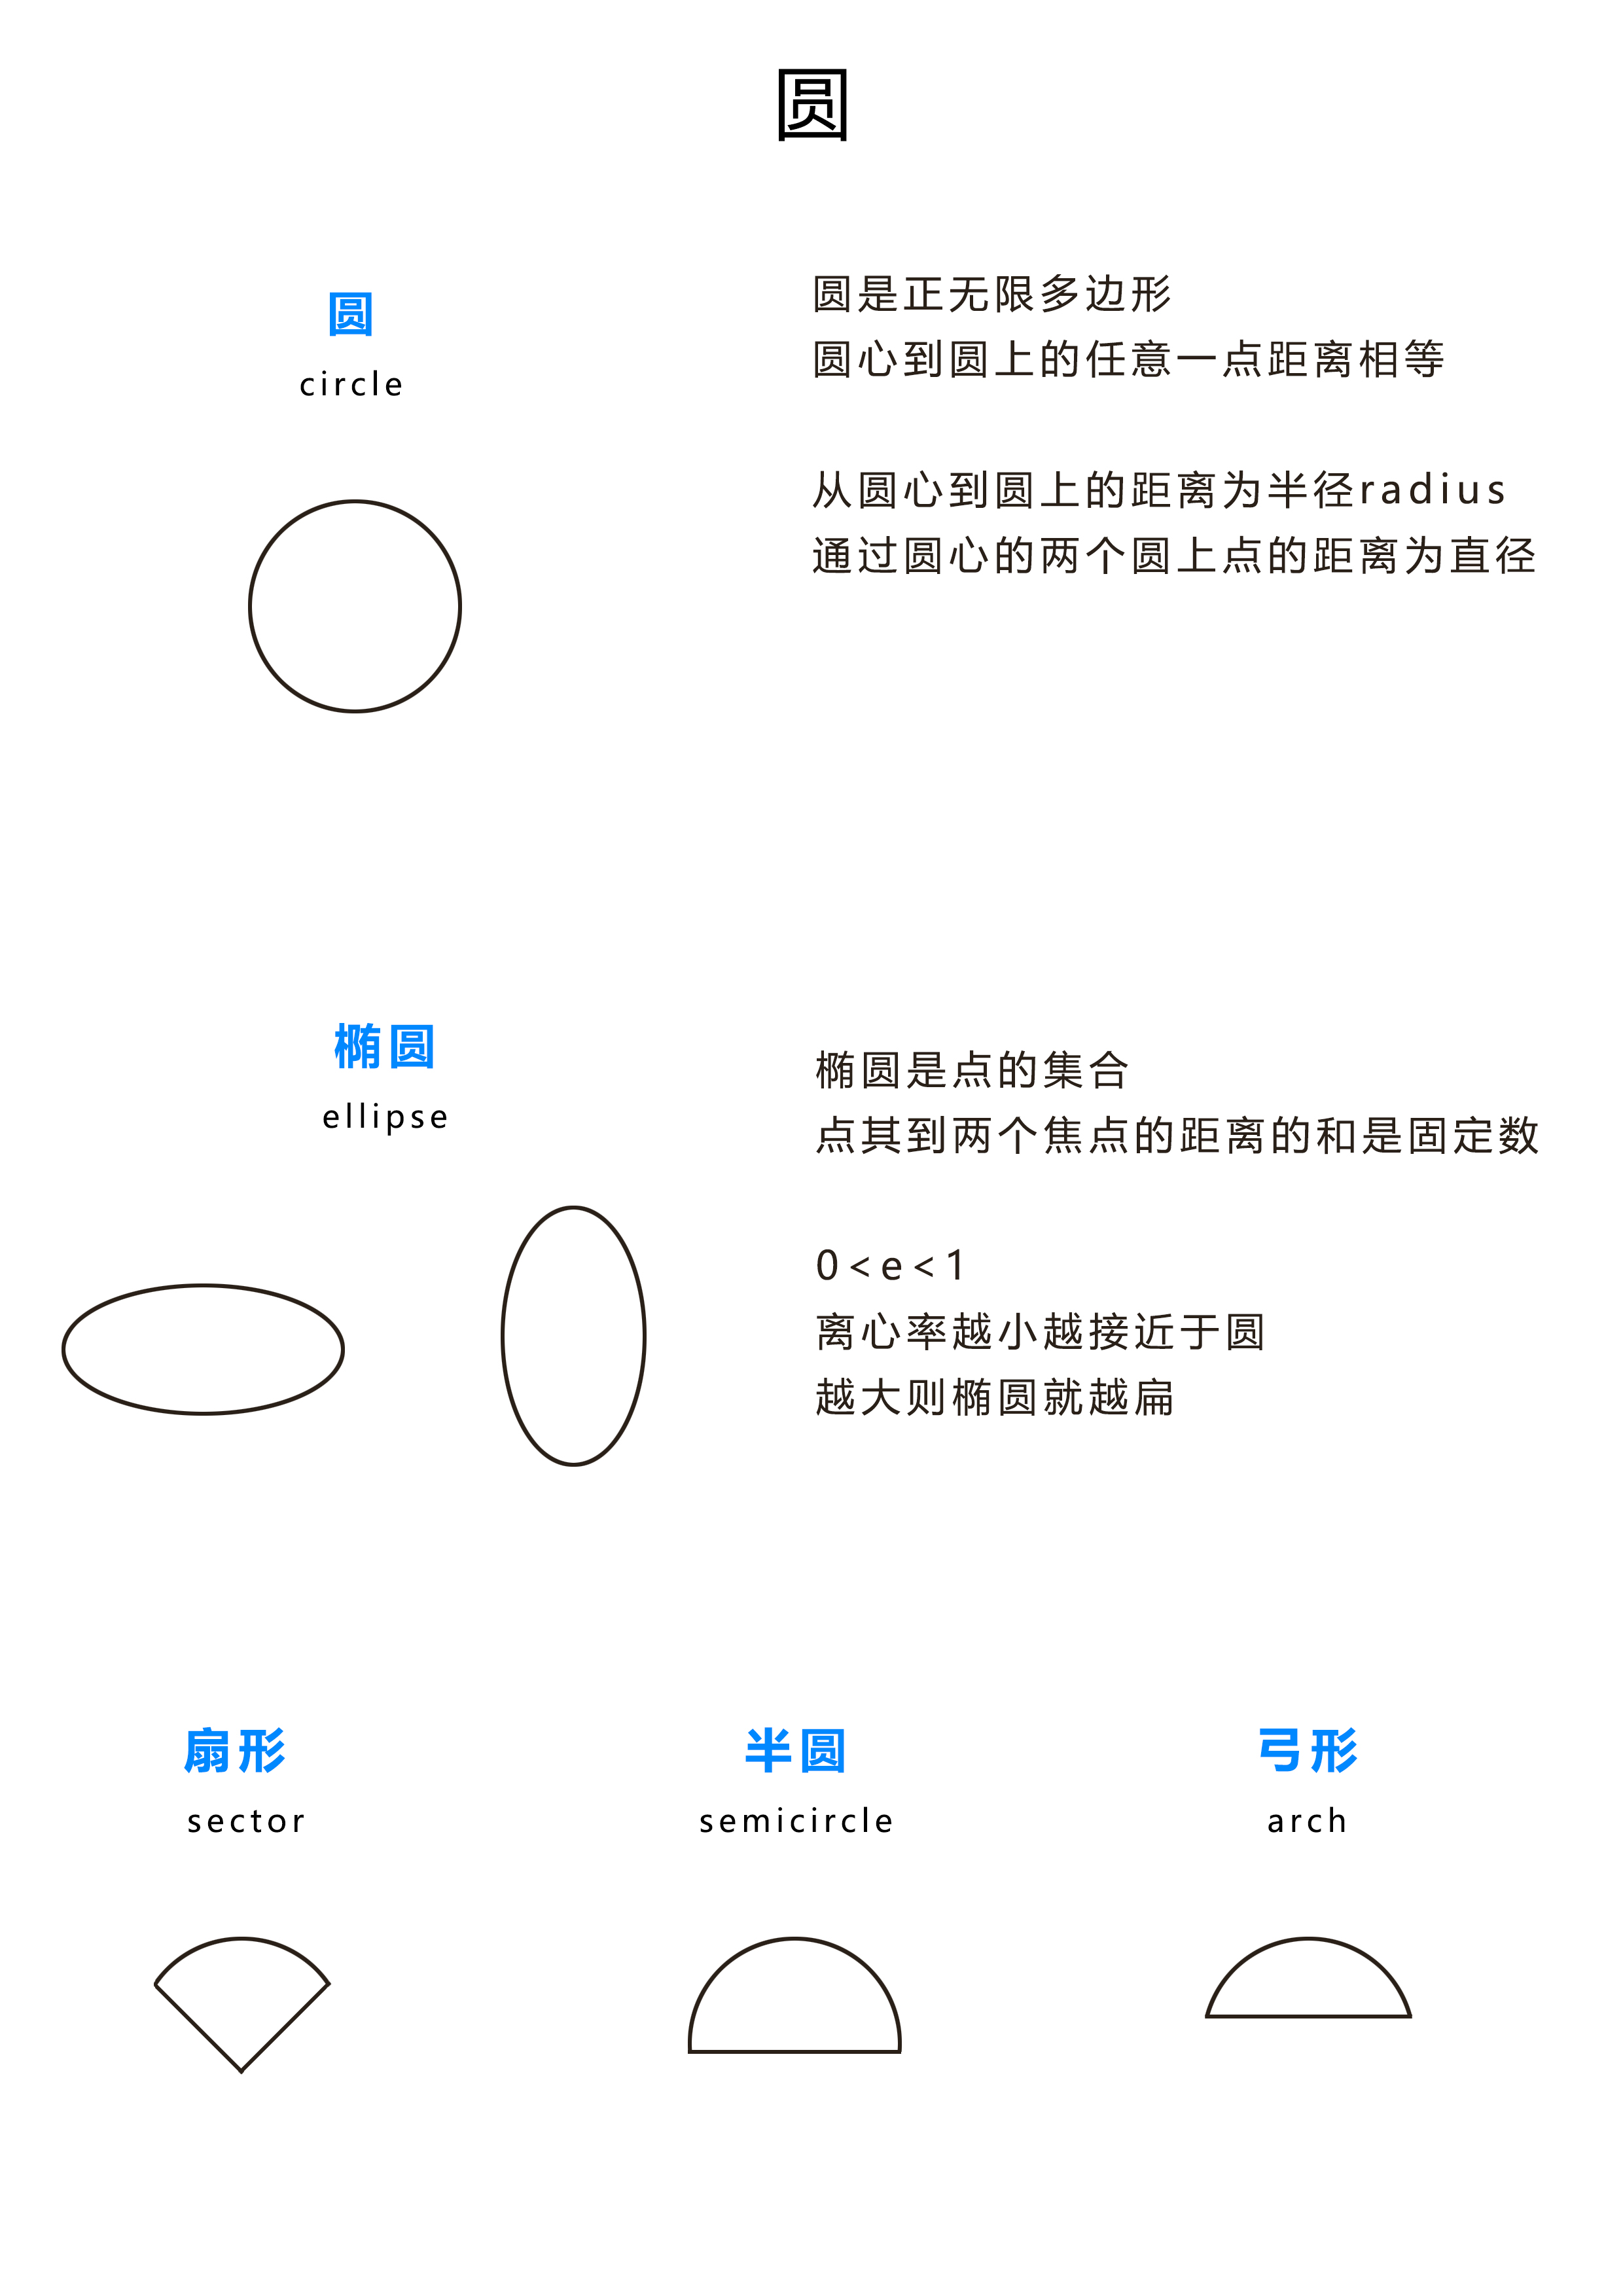 圆
圆
circle
圆是正无限多边形
圆心到圆上的任意一点距离相等
从圆心到圆上的距离为半径radius
通过圆心的两个圆上点的距离为直径
椭圆
ellipse
椭圆是点的集合
点其到两个焦点的距离的和是固定数
0<e<1
离心率越小越接近于圆
越大则椭圆就越扁
扇形
sector
半圆
semicircle
弓形
arch